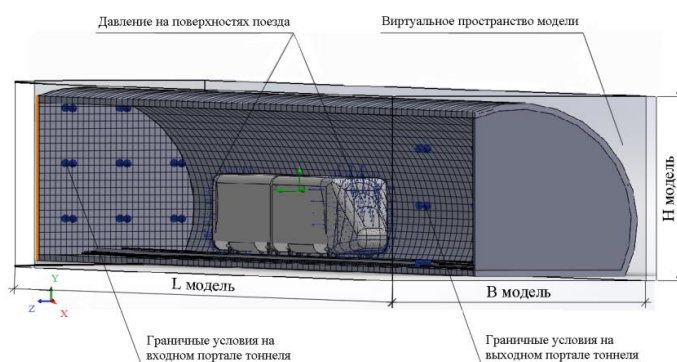 Давление на поверхностях поезда
Виртуальное пространство модели
H модель
L модель
B модель
Y
Z
X
Граничные условия на
входном портале тоннеля
Граничные условия на
выходном портале тоннеля